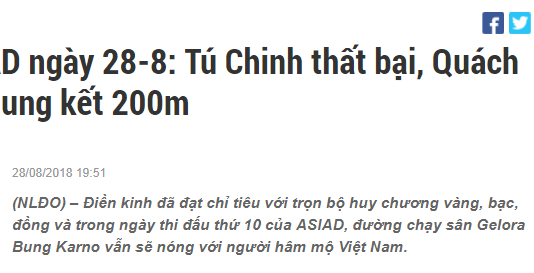 D ngày 28-8: Tú Chinh thất bại, Quách
ung kết 200m
28/08/2018 19:51
(NLĐO) – Điền kinh đã đạt chỉ tiêu với trọn bộ huy chương vàng, bạc,
đồng và trong ngày thi đấu thứ 10 của ASIAD, đường chạy sân Gelora
Bung Karno vẫn sẽ nóng với người hâm mộ Việt Nam.